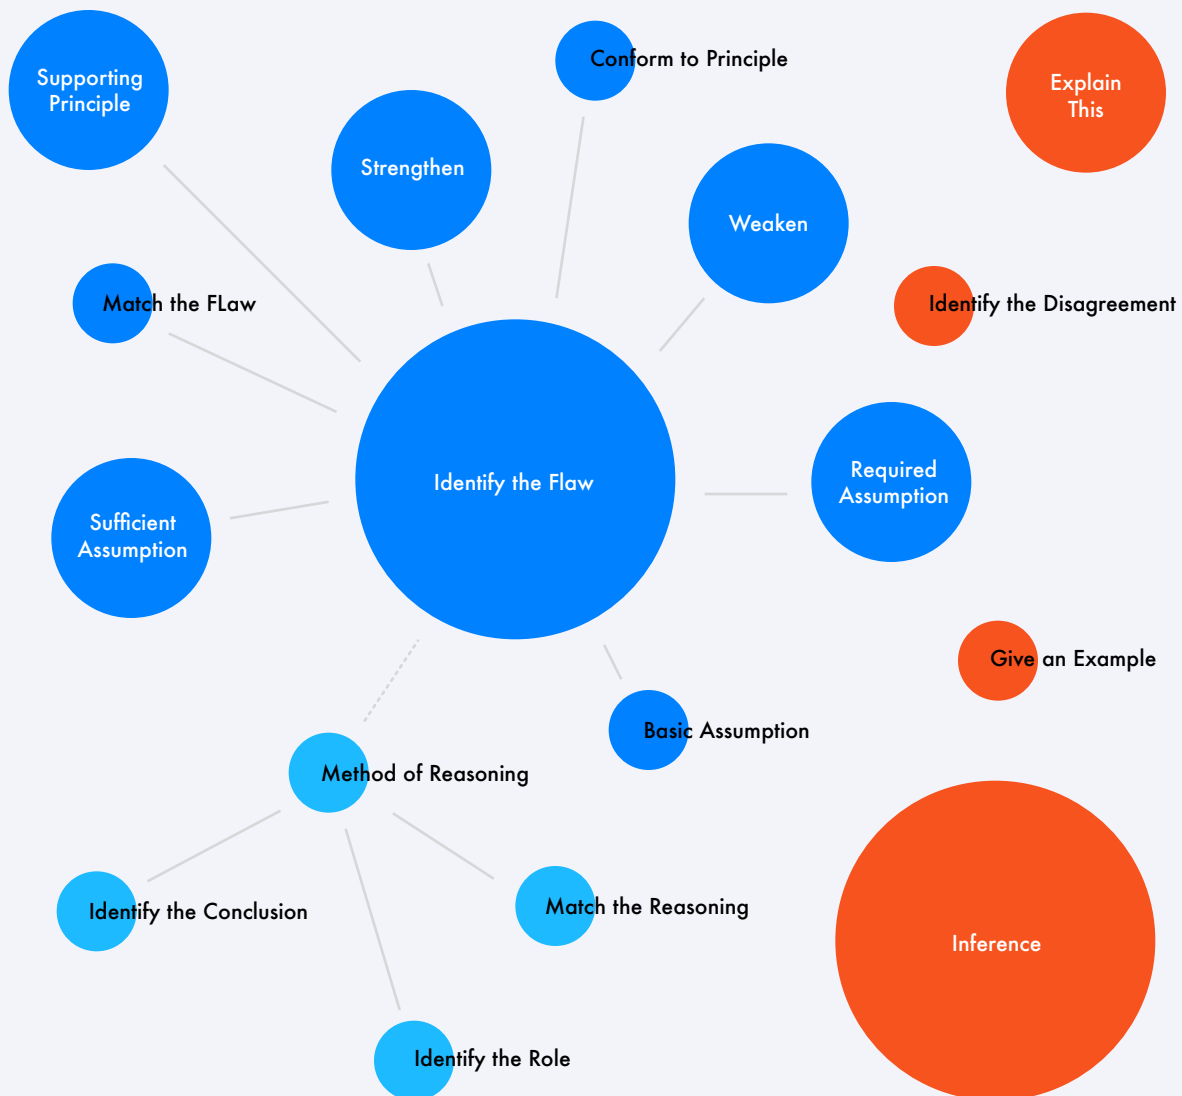 Conform to Principle
Supporting
Principle
Explain
This
Strengthen
Weaken
Match the FLaw
Identify the Disagreement
Identify the Flaw
Required
Assumption
Sufficient
Assumption
Give an Example
Basic Assumption
Method of Reasoning
Identify the Conclusion
Match the Reasoning
Inference
Identify the Role